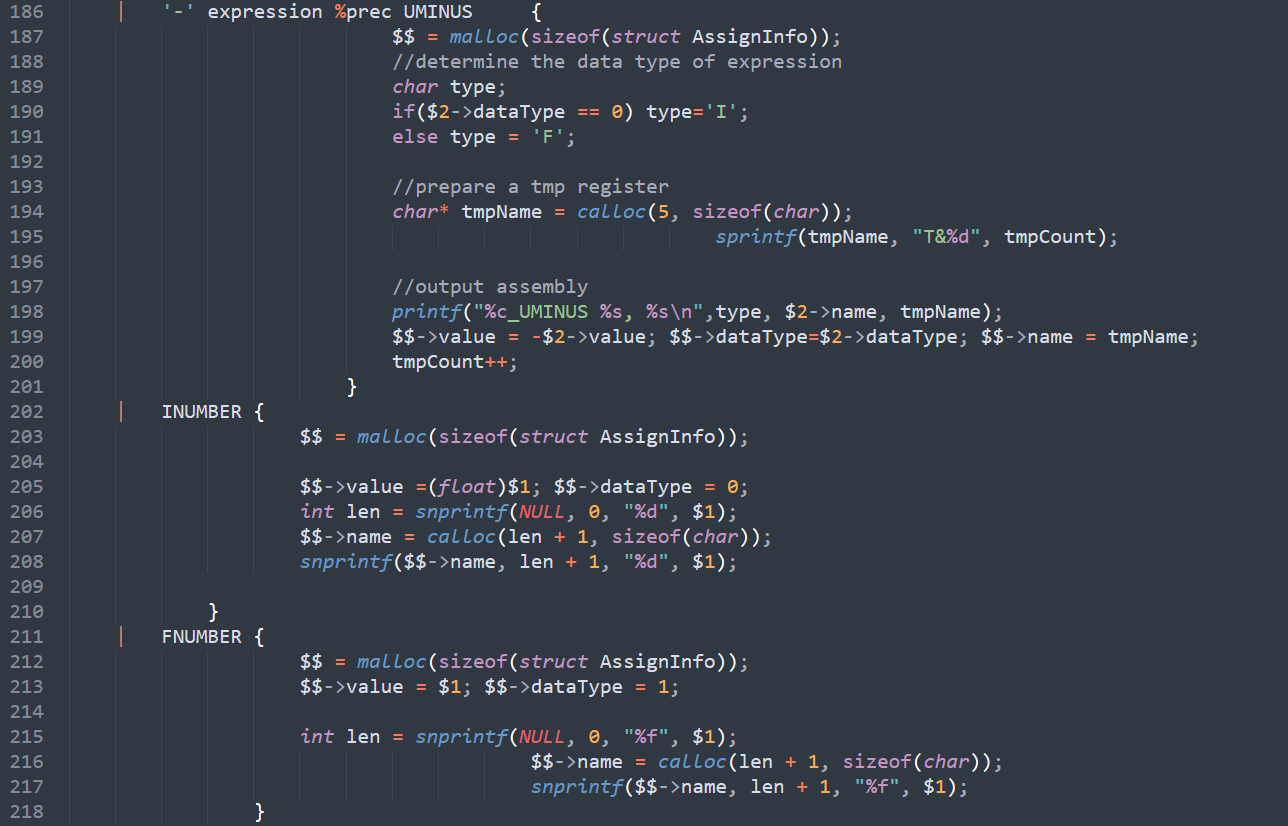 186 | '-' expression %prec UMINUS {
187 $$ = malloc(sizeof(struct AssignInfo));
188 //determine the data type of expression
189 char type;
190 if($2->dataType == 0) type='I';
191 else type = 'F';
192
193 //prepare a tmp register
194 char* tmpName = calloc(5, sizeof(char));
195 sprintf(tmpName, "T&%d", tmpCount);
196
197 //output assembly
198 printf("%c_UMINUS %s, %s\n",type, $2->name, tmpName);
199 $$->value = -$2->value; $$->dataType=$2->dataType; $$->name = tmpName;
200 tmpCount++;
201 }
202 | INUMBER {
203 $$ = malloc(sizeof(struct AssignInfo));
204
205 $$->value =(float)$1; $$->dataType = 0;
206 int len = snprintf(NULL, 0, "%d", $1);
207 $$->name = calloc(len + 1, sizeof(char));
208 snprintf($$->name, len + 1, "%d", $1);
209
210 }
211 | FNUMBER {
212 $$ = malloc(sizeof(struct AssignInfo));
213 $$->value = $1; $$->dataType = 1;
214
215 int len = snprintf(NULL, 0, "%f", $1);
216 $$->name = calloc(len + 1, sizeof(char));
217 snprintf($$->name, len + 1, "%f", $1);
218 }